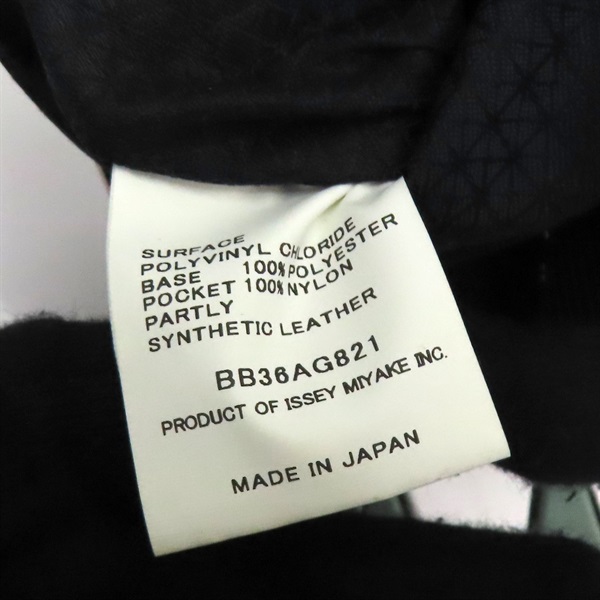 SURFACE
POLYVINYL CHLORIDE
BASE 100% POLYESTER
POCKET 100% NYLON
PARTLY
SYNTHETIC LEATHER
BB36AG821
PRODUCT OF ISSEY MIYAKE INC.
MADE IN JAPAN